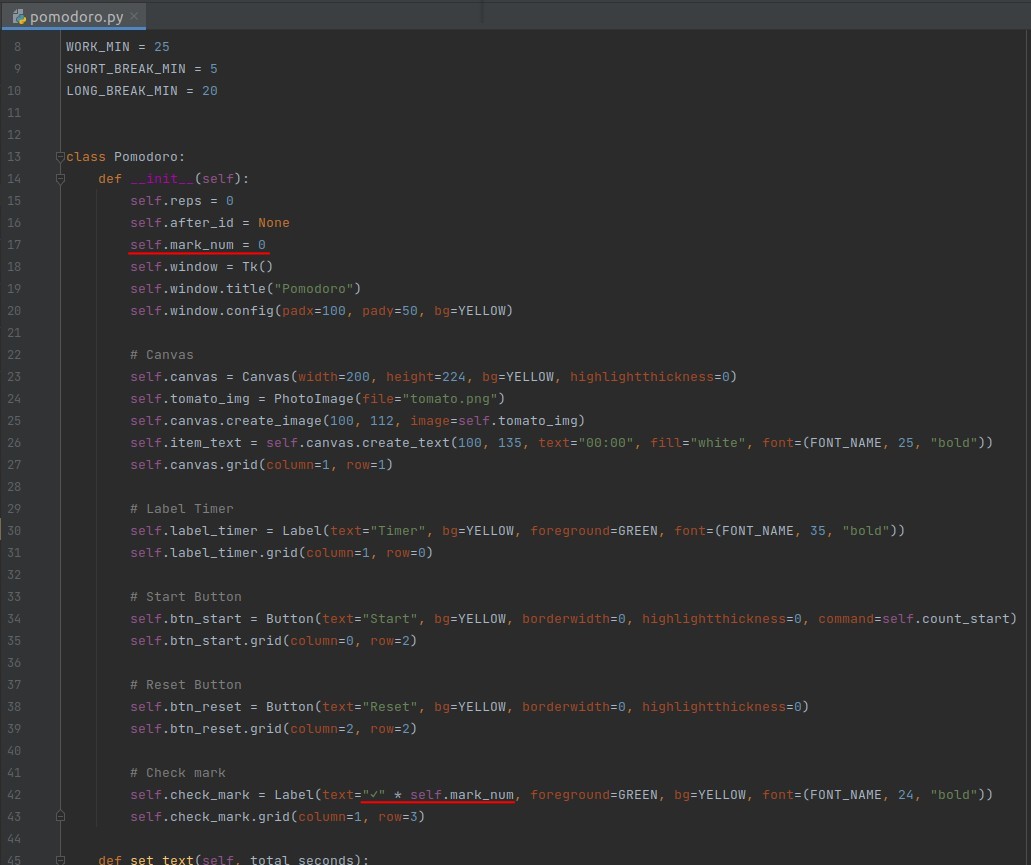 pomodoro.py
8 WORK_MIN = 25
9 SHORT_BREAK_MIN = 5
10 LONG_BREAK_MIN = 20
11
12
13 class Pomodoro:
14 def __init__(self):
15 self.reps = 0
16 self.after_id = None
17 self.mark_num = 0
18 self.window = Tk()
19 self.window.title("Pomodoro")
20 self.window.config(padx=100, pady=50, bg=YELLOW)
21
22 # Canvas
23 self.canvas = Canvas(width=200, height=224, bg=YELLOW, highlightthickness=0)
24 self.tomato_img = PhotoImage(file="tomato.png")
25 self.canvas.create_image(100, 112, image=self.tomato_img)
26 self.item_text = self.canvas.create_text(100, 135, text="00:00", fill="white", font=(FONT_NAME, 25, "bold"))
27 self.canvas.grid(column=1, row=1)
28
29 # Label Timer
30 self.label_timer = Label(text="Timer", bg=YELLOW, foreground=GREEN, font=(FONT_NAME, 35, "bold"))
31 self.label_timer.grid(column=1, row=0)
32
33 # Start Button
34 self.btn_start = Button(text="Start", bg=YELLOW, borderwidth=0, highlightthickness=0, command=self.count_start)
35 self.btn_start.grid(column=0, row=2)
36
37 # Reset Button
38 self.btn_reset = Button(text="Reset", bg=YELLOW, borderwidth=0, highlightthickness=0)
39 self.btn_reset.grid(column=2, row=2)
40
41 # Check mark
42 self.check_mark = Label(text="✓" * self.mark_num, foreground=GREEN, bg=YELLOW, font=(FONT_NAME, 24, "bold"))
43 self.check_mark.grid(column=1, row=3)
44
45 def set_text(self, total_seconds):